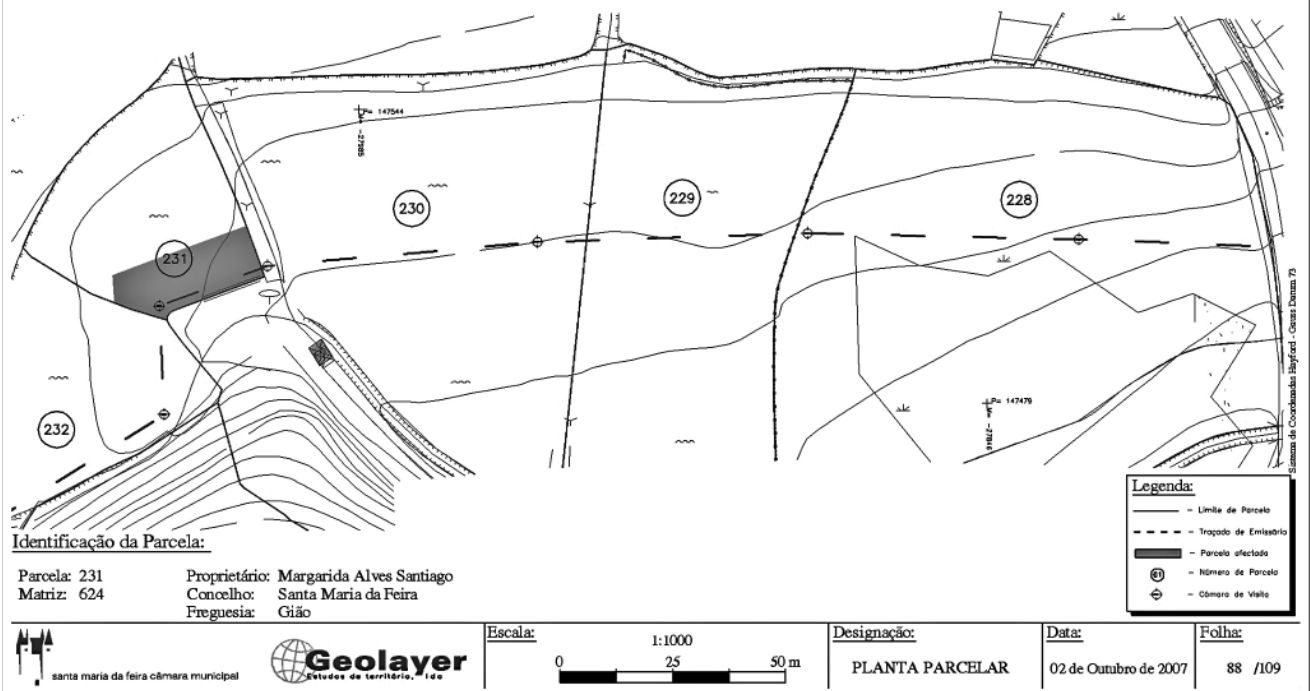 P= 147544
M= -27985
230
229
228
231
232
P= 147479
M= -27846
Sistema de Coordenadas Hayford - Gauss Datum 73
Legenda:
- Limite de Parcela
- Traçado de Emissário
- Parcela afectada
- Número de Parcela
- Câmara de Visita
Identificação da Parcela:
Parcela: 231 Proprietário: Margarida Alves Santiago
Matriz: 624 Concelho: Santa Maria da Feira
Freguesia: Gião
santa maria da feira câmara municipal
Geolayer
Estudos de território, lda
Escala:
1:1000
0 25 50 m
Designação:
PLANTA PARCELAR
Data:
02 de Outubro de 2007
Folha:
88 /109